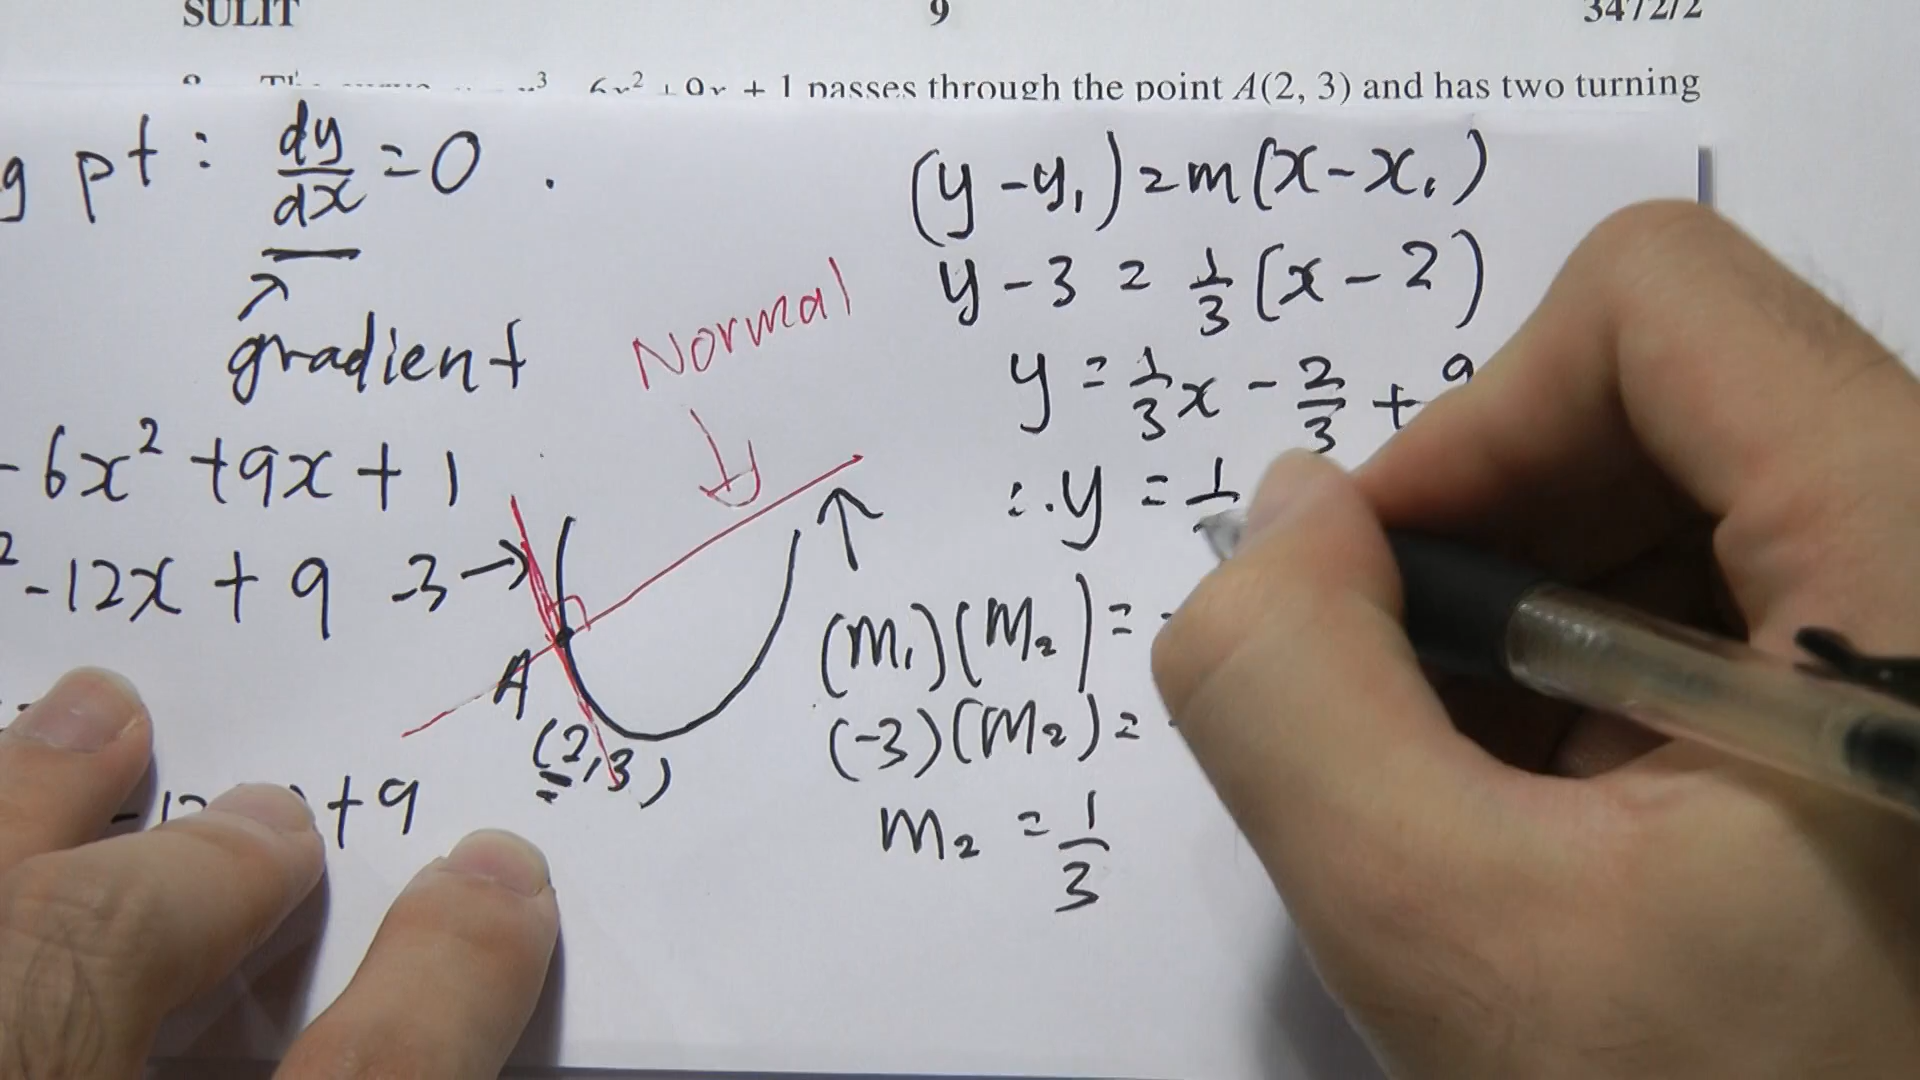 SULIT 9 3472/2
passes through the point A(2, 3) and has two turning
g pt : dy/dx = 0 .
gradient
- 6x² + 9x + 1
² - 12x + 9
+ 9
Normal
-3 →
A
(2, 3)
(y - y₁) = m(x - x₁)
y - 3 = 1/3 (x - 2)
y = 1/3 x - 2/3 +
∴ y = 1
(m₁)(m₂) =
(-3)(m₂) =
m₂ = 1/3